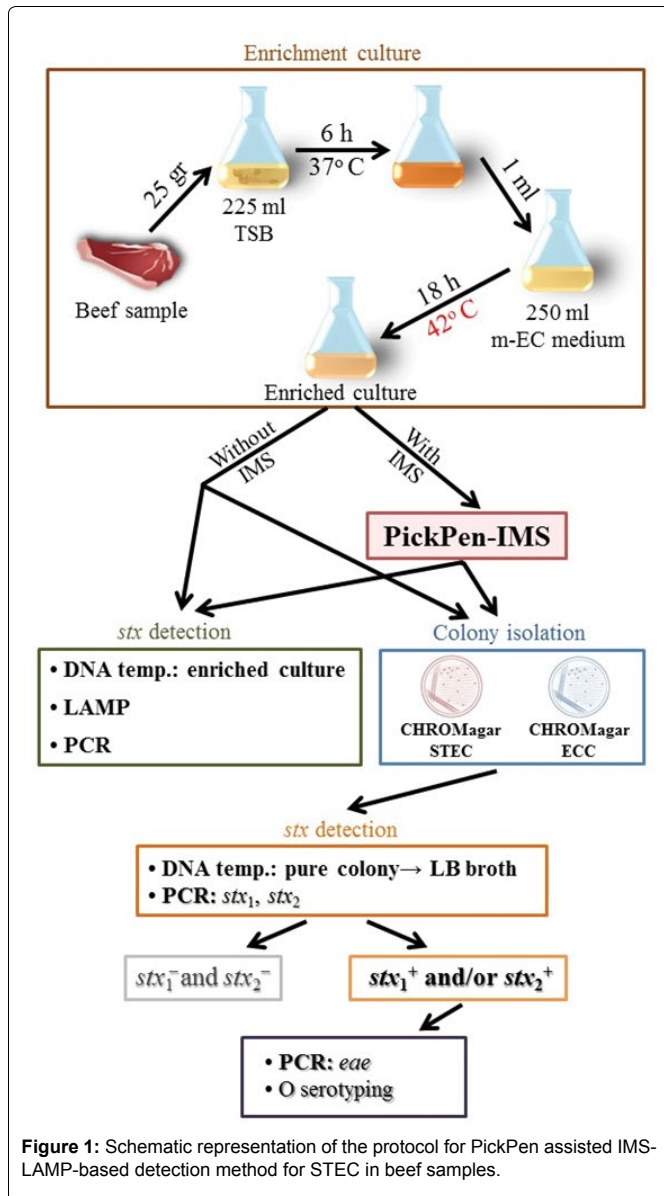 Enrichment culture
25 gr
225 ml
TSB
6 h
37° C
1 ml
Beef sample
18 h
42° C
250 ml
m-EC medium
Enriched culture
Without
IMS
With
IMS
PickPen-IMS
stx detection
• DNA temp.: enriched culture
• LAMP
• PCR
Colony isolation
CHROMagar
STEC
CHROMagar
ECC
stx detection
• DNA temp.: pure colony→ LB broth
• PCR: stx₁, stx₂
stx₁⁻ and stx₂⁻
stx₁⁺ and/or stx₂⁺
• PCR: eae
• O serotyping
Figure 1: Schematic representation of the protocol for PickPen assisted IMS-
LAMP-based detection method for STEC in beef samples.